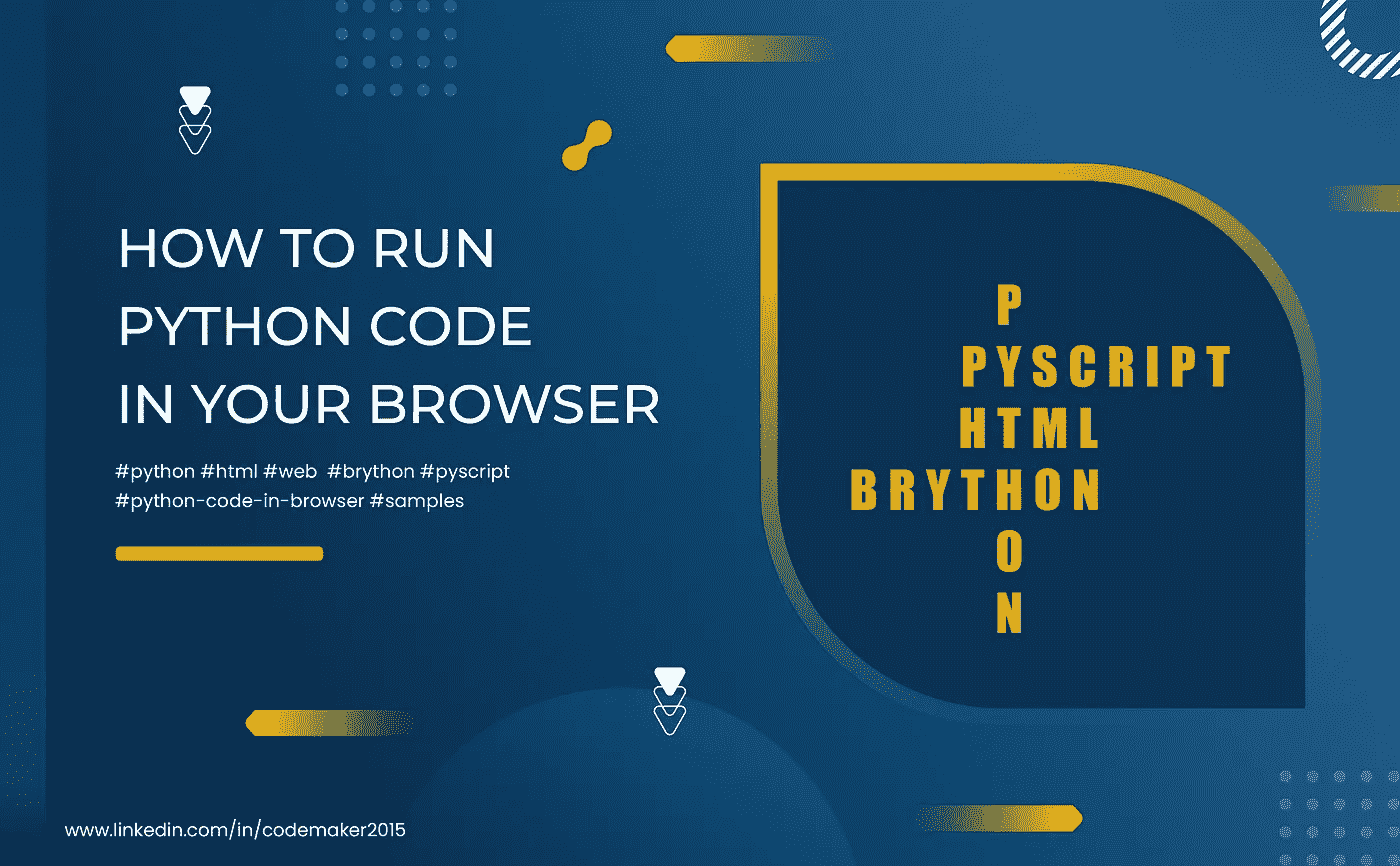 HOW TO RUN
PYTHON CODE
IN YOUR BROWSER
#python #html #web  #brython #pyscript
#python-code-in-browser #samples
P
PYSCRIPT
HTML
BRYTHON
O
N
www.linkedin.com/in/codemaker2015